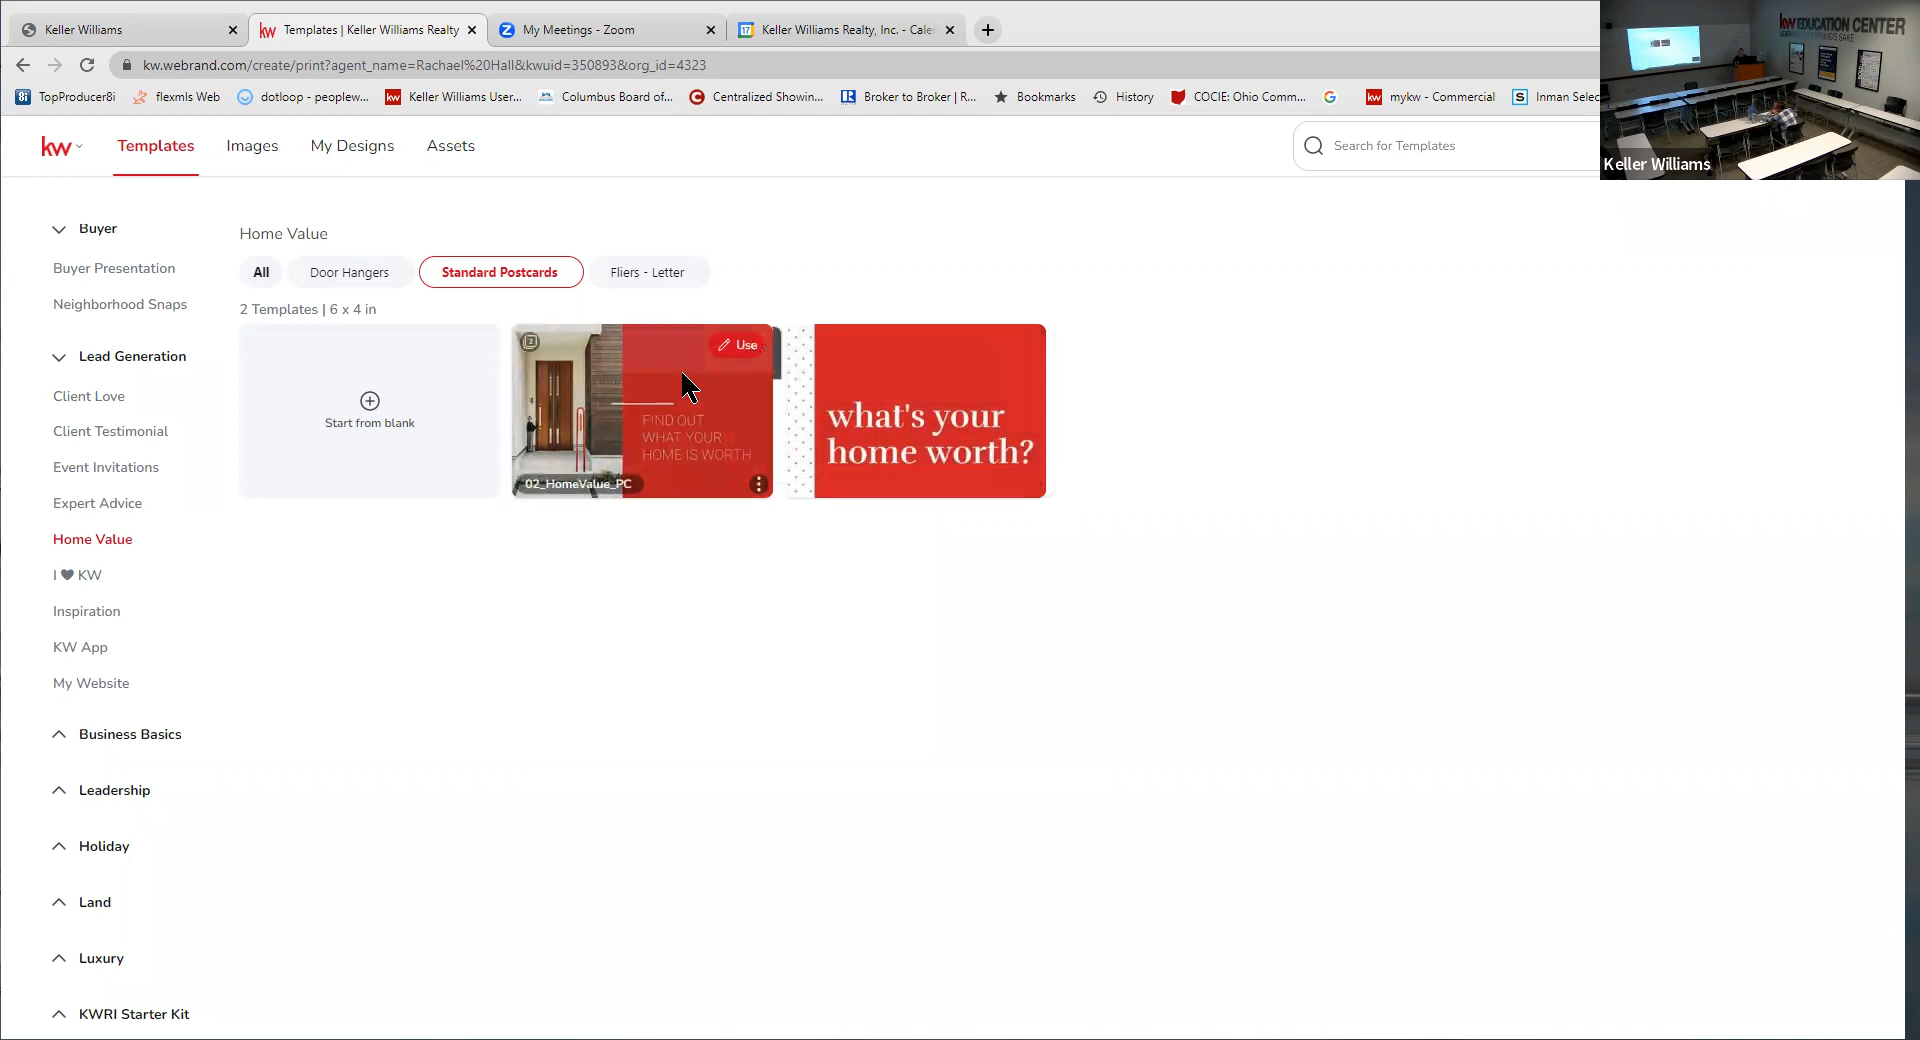 Keller Williams
Templates | Keller Williams Realty
My Meetings - Zoom
Keller Williams Realty, Inc. - Cale
kw.webrand.com/create/print?agent_name=Rachael%20Hall&kwuid=350893&org_id=4323
TopProducer8i
flexmls Web
dotloop - peoplew...
Keller Williams User...
Columbus Board of...
Centralized Showin...
Broker to Broker | R...
Bookmarks
History
COCIE: Ohio Comm...
mykw - Commercial
Inman Selec
kw EDUCATION CENTER
Keller Williams
kw
Templates
Images
My Designs
Assets
Search for Templates
Buyer
Buyer Presentation
Neighborhood Snaps
Lead Generation
Client Love
Client Testimonial
Event Invitations
Expert Advice
Home Value
I ♥ KW
Inspiration
KW App
My Website
Business Basics
Leadership
Holiday
Land
Luxury
KWRI Starter Kit
Home Value
All
Door Hangers
Standard Postcards
Fliers - Letter
2 Templates | 6 x 4 in
Start from blank
2
Use
FIND OUT
WHAT YOUR
HOME IS WORTH
02_HomeValue_PC
what's your
home worth?